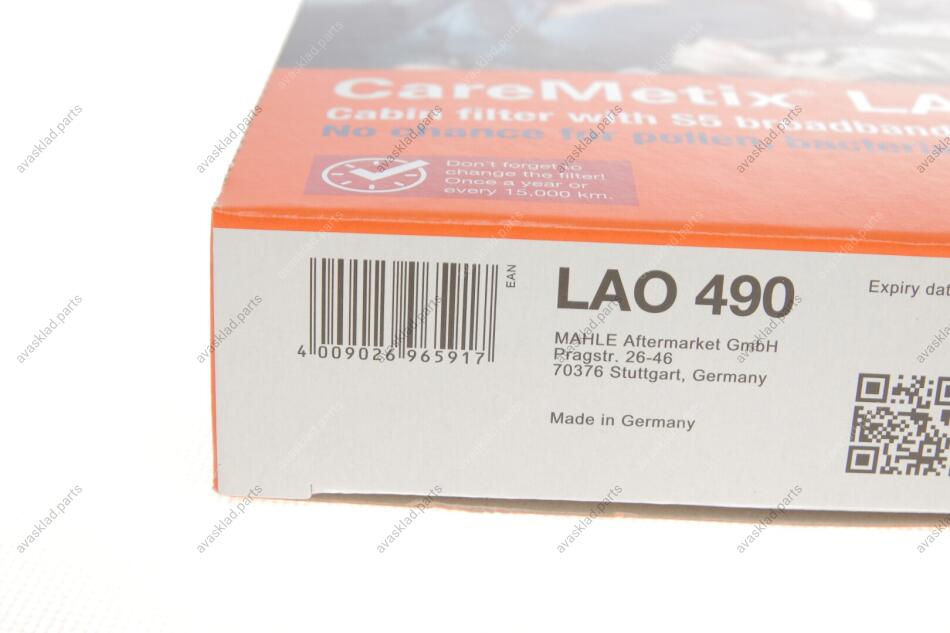 CareMetix® LA
Cabin filter with S5 broadband
No chance for pollen, bacteri
Don't forget to
change the filter!
Once a year or
every 15,000 km.
EAN
4 009026 965917
LAO 490
MAHLE Aftermarket GmbH
Pragstr. 26-46
70376 Stuttgart, Germany
Made in Germany
Expiry dat
avasklad.parts